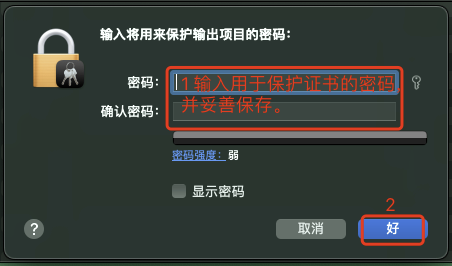 输入将用来保护输出项目的密码：
密码：
1 输入用于保护证书的密码，
并妥善保存。
确认密码：
密码强度：弱
显示密码
2
?
取消
好